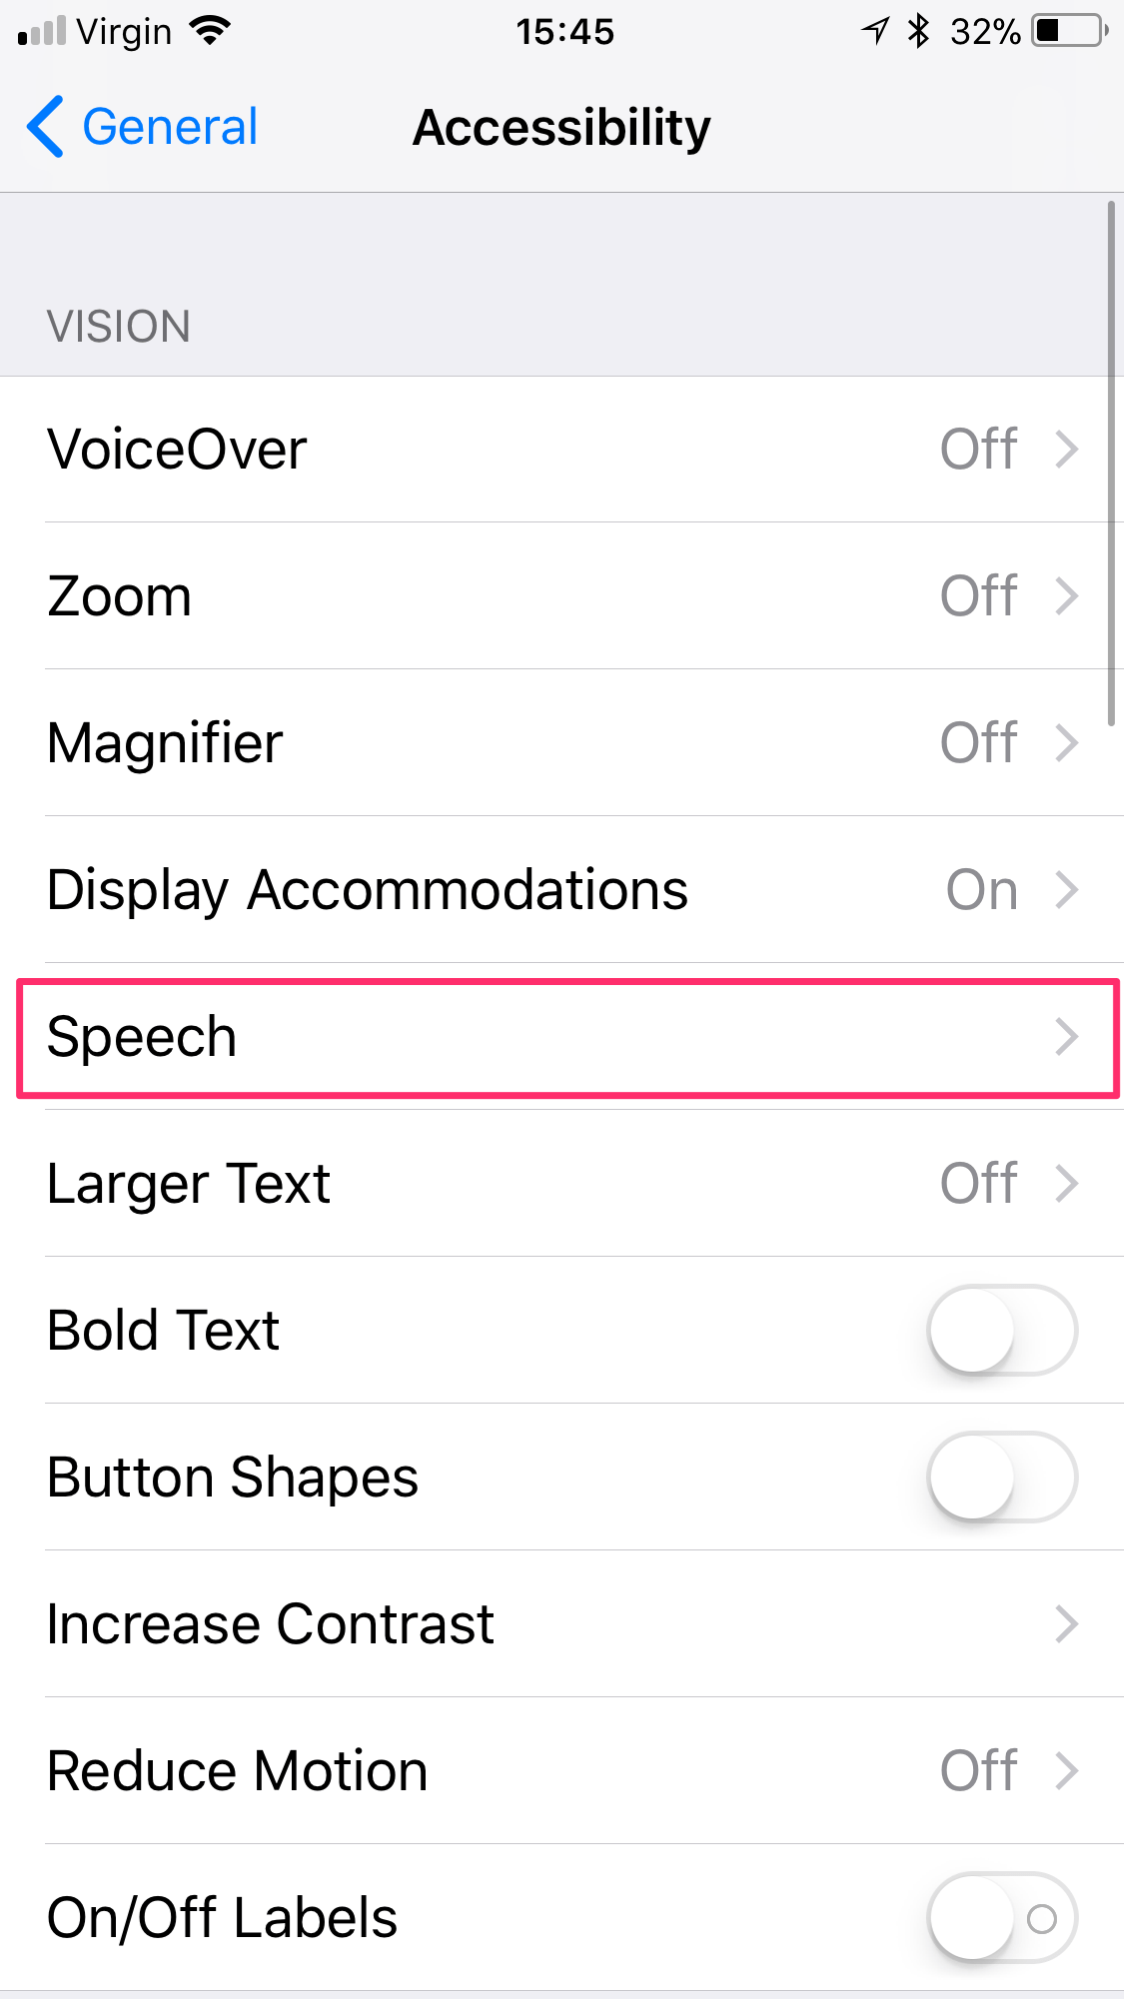 Virgin 15:45 32%
General Accessibility
VISION
VoiceOver Off
Zoom Off
Magnifier Off
Display Accommodations On
Speech
Larger Text Off
Bold Text
Button Shapes
Increase Contrast
Reduce Motion Off
On/Off Labels